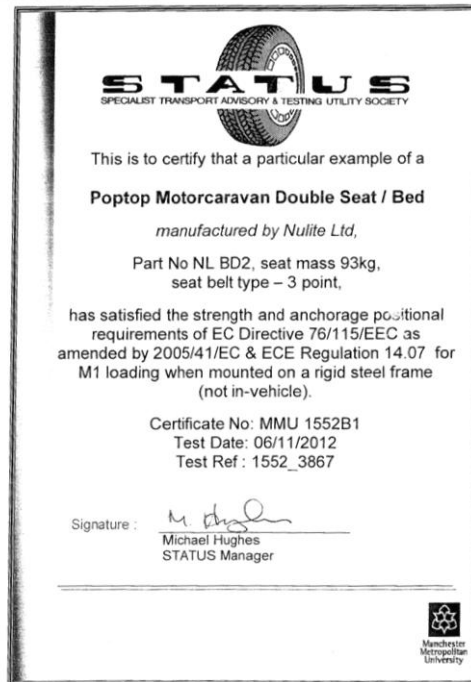 STATUS
SPECIALIST TRANSPORT ADVISORY & TESTING UTILITY SOCIETY
This is to certify that a particular example of a
Poptop Motorcaravan Double Seat / Bed
manufactured by Nulite Ltd,
Part No NL BD2, seat mass 93kg,
seat belt type – 3 point,
has satisfied the strength and anchorage positional
requirements of EC Directive 76/115/EEC as
amended by 2005/41/EC & ECE Regulation 14.07 for
M1 loading when mounted on a rigid steel frame
(not in-vehicle).
Certificate No: MMU 1552B1
Test Date: 06/11/2012
Test Ref : 1552_3867
Signature : M. Hughes
Michael Hughes
STATUS Manager
Manchester
Metropolitan
University